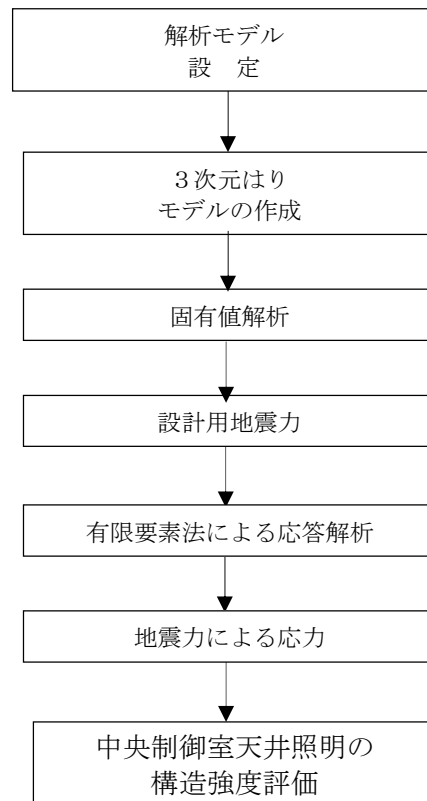 解析モデル
設　定
３次元はり
モデルの作成
固有値解析
設計用地震力
有限要素法による応答解析
地震力による応力
中央制御室天井照明の
構造強度評価